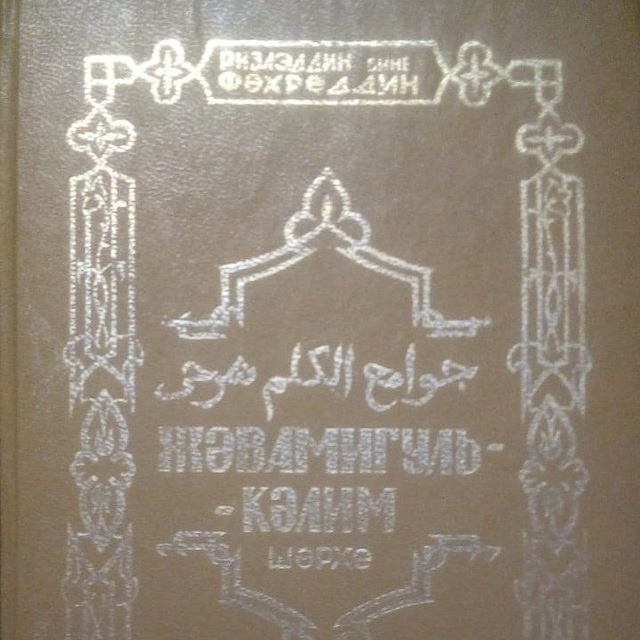 Ризаэддин бине
Фәхреддин
جوامع الكلم شرحى
ҖӘВАМИГУЛЬ-
-КӘЛИМ
ШӘРХЕ